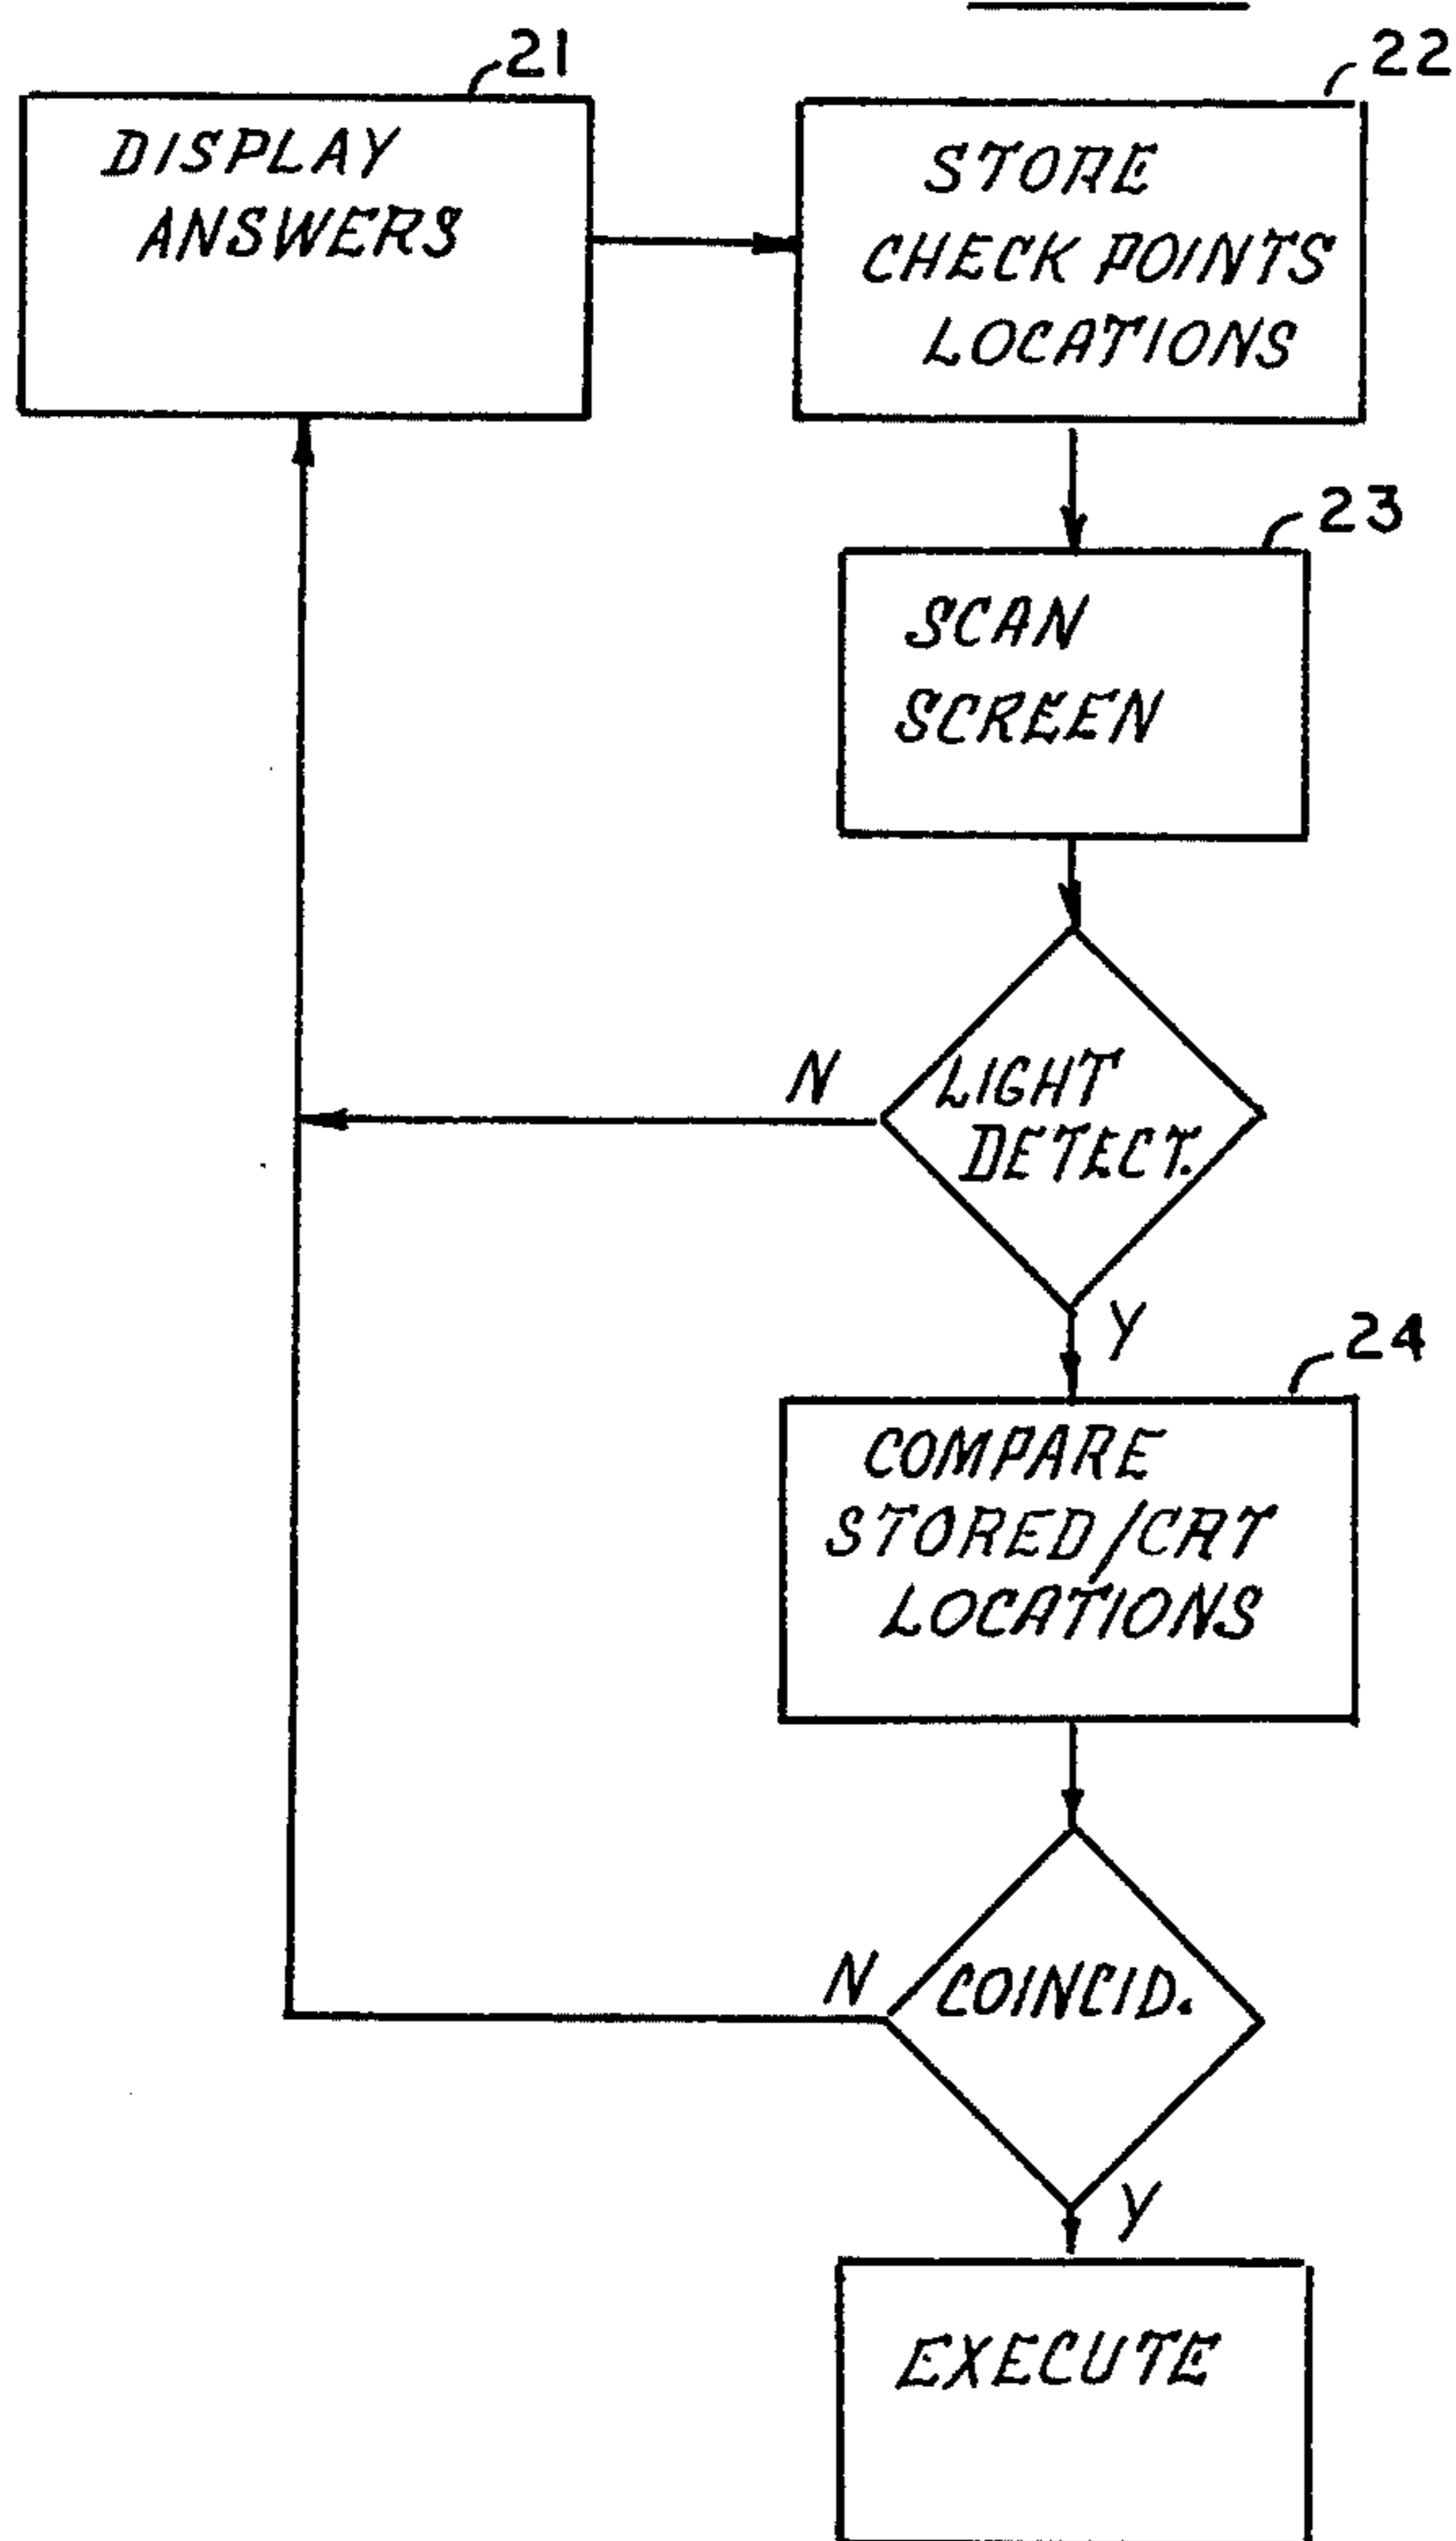 21
DISPLAY
ANSWERS
22
STORE
CHECK POINTS
LOCATIONS
23
SCAN
SCREEN
N
LIGHT
DETECT.
Y
24
COMPARE
STORED/CRT
LOCATIONS
N
COINCID.
Y
EXECUTE